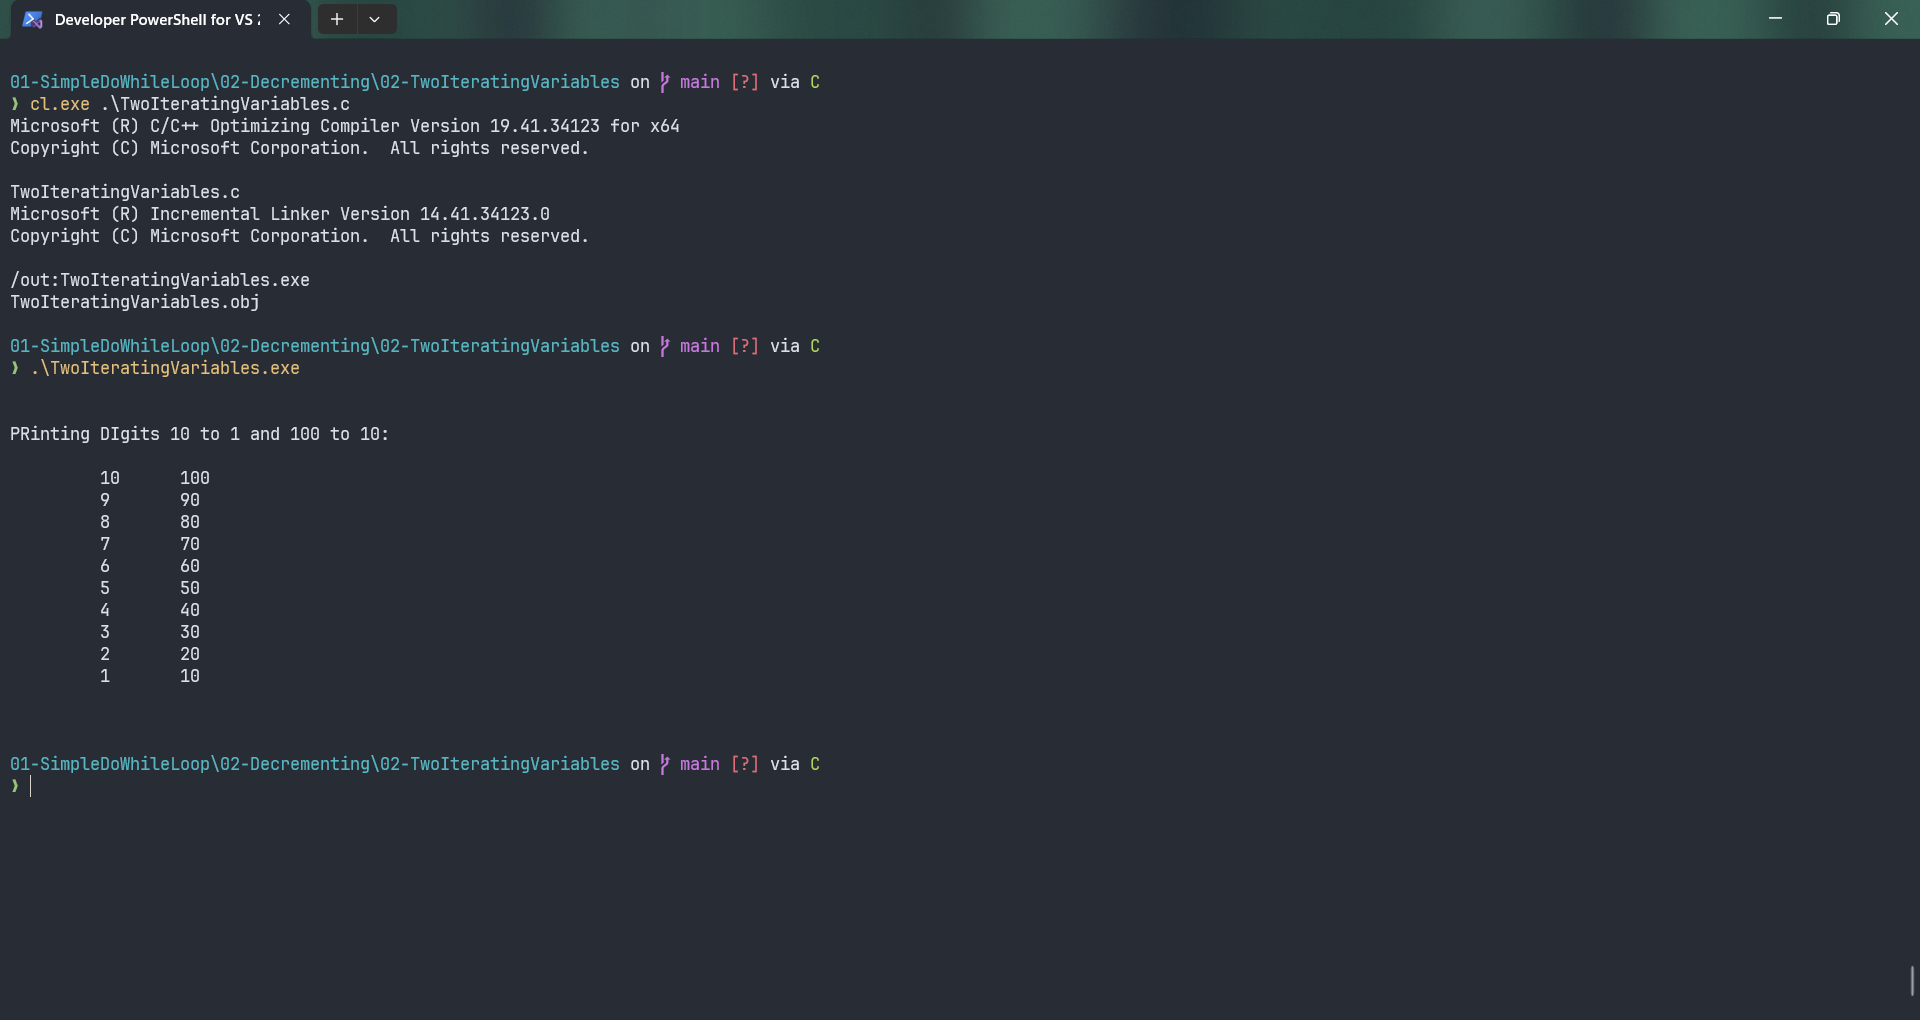 Developer PowerShell for VS 2
01-SimpleDoWhileLoop\02-Decrementing\02-TwoIteratingVariables on main [?] via C
❯ cl.exe .\TwoIteratingVariables.c
Microsoft (R) C/C++ Optimizing Compiler Version 19.41.34123 for x64
Copyright (C) Microsoft Corporation.  All rights reserved.
TwoIteratingVariables.c
Microsoft (R) Incremental Linker Version 14.41.34123.0
Copyright (C) Microsoft Corporation.  All rights reserved.
/out:TwoIteratingVariables.exe
TwoIteratingVariables.obj
01-SimpleDoWhileLoop\02-Decrementing\02-TwoIteratingVariables on main [?] via C
❯ .\TwoIteratingVariables.exe
PRinting DIgits 10 to 1 and 100 to 10:
10 100
9 90
8 80
7 70
6 60
5 50
4 40
3 30
2 20
1 10
01-SimpleDoWhileLoop\02-Decrementing\02-TwoIteratingVariables on main [?] via C
❯